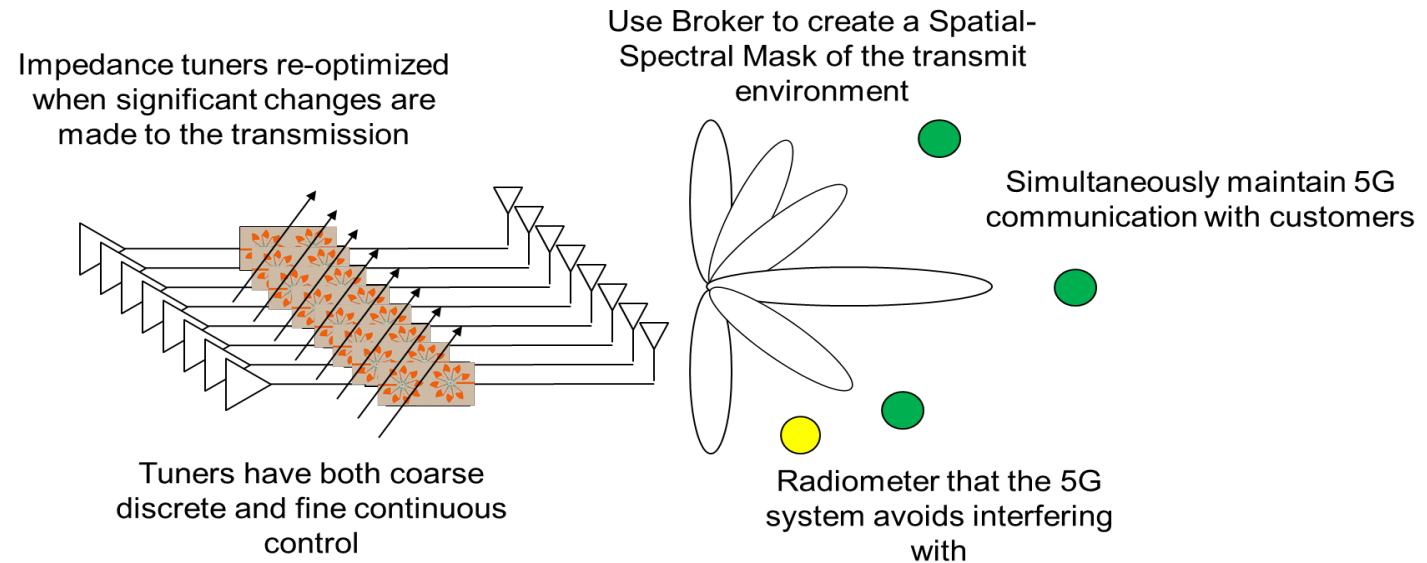 Impedance tuners re-optimized
when significant changes are
made to the transmission
Use Broker to create a Spatial-
Spectral Mask of the transmit
environment
Simultaneously maintain 5G
communication with customers
Tuners have both coarse
discrete and fine continuous
control
Radiometer that the 5G
system avoids interfering
with